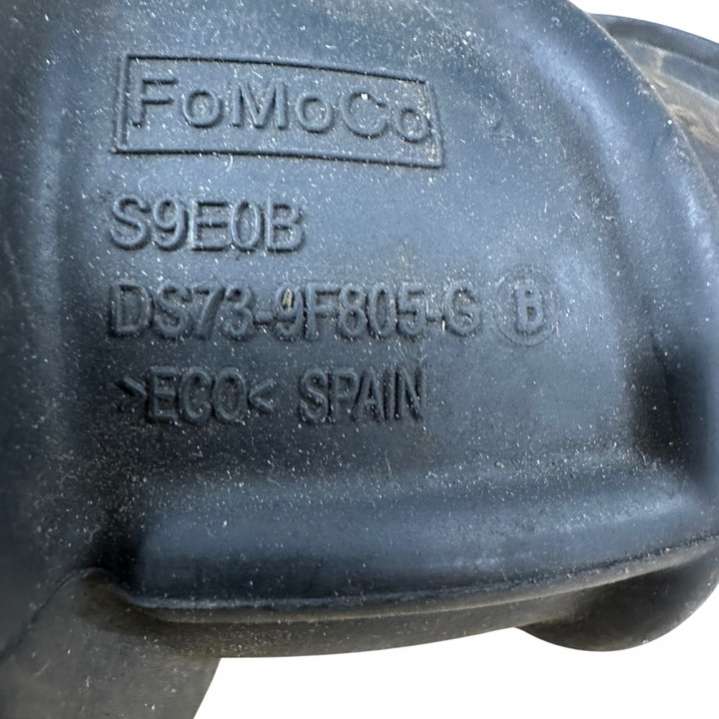 FoMoCo
S9E0B
DS73-9F805-G B
>ECO< SPAIN